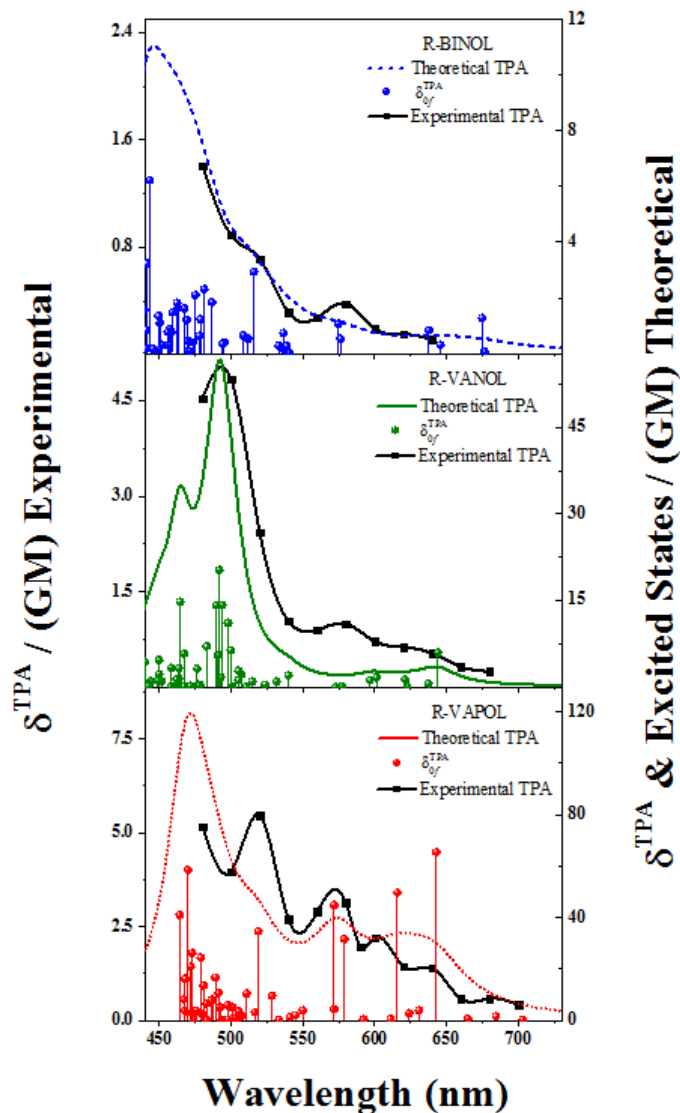 δTPA / (GM) Experimental
2.4
1.6
0.8
12
8
4
0
R-BINOL
Theoretical TPA
δ0fTPA
Experimental TPA
4.5
3.0
1.5
45
30
15
R-VANOL
Theoretical TPA
δ0fTPA
Experimental TPA
7.5
5.0
2.5
0.0
120
80
40
0
R-VAPOL
Theoretical TPA
δ0fTPA
Experimental TPA
450 500 550 600 650 700
Wavelength (nm)
δTPA & Excited States / (GM) Theoretical